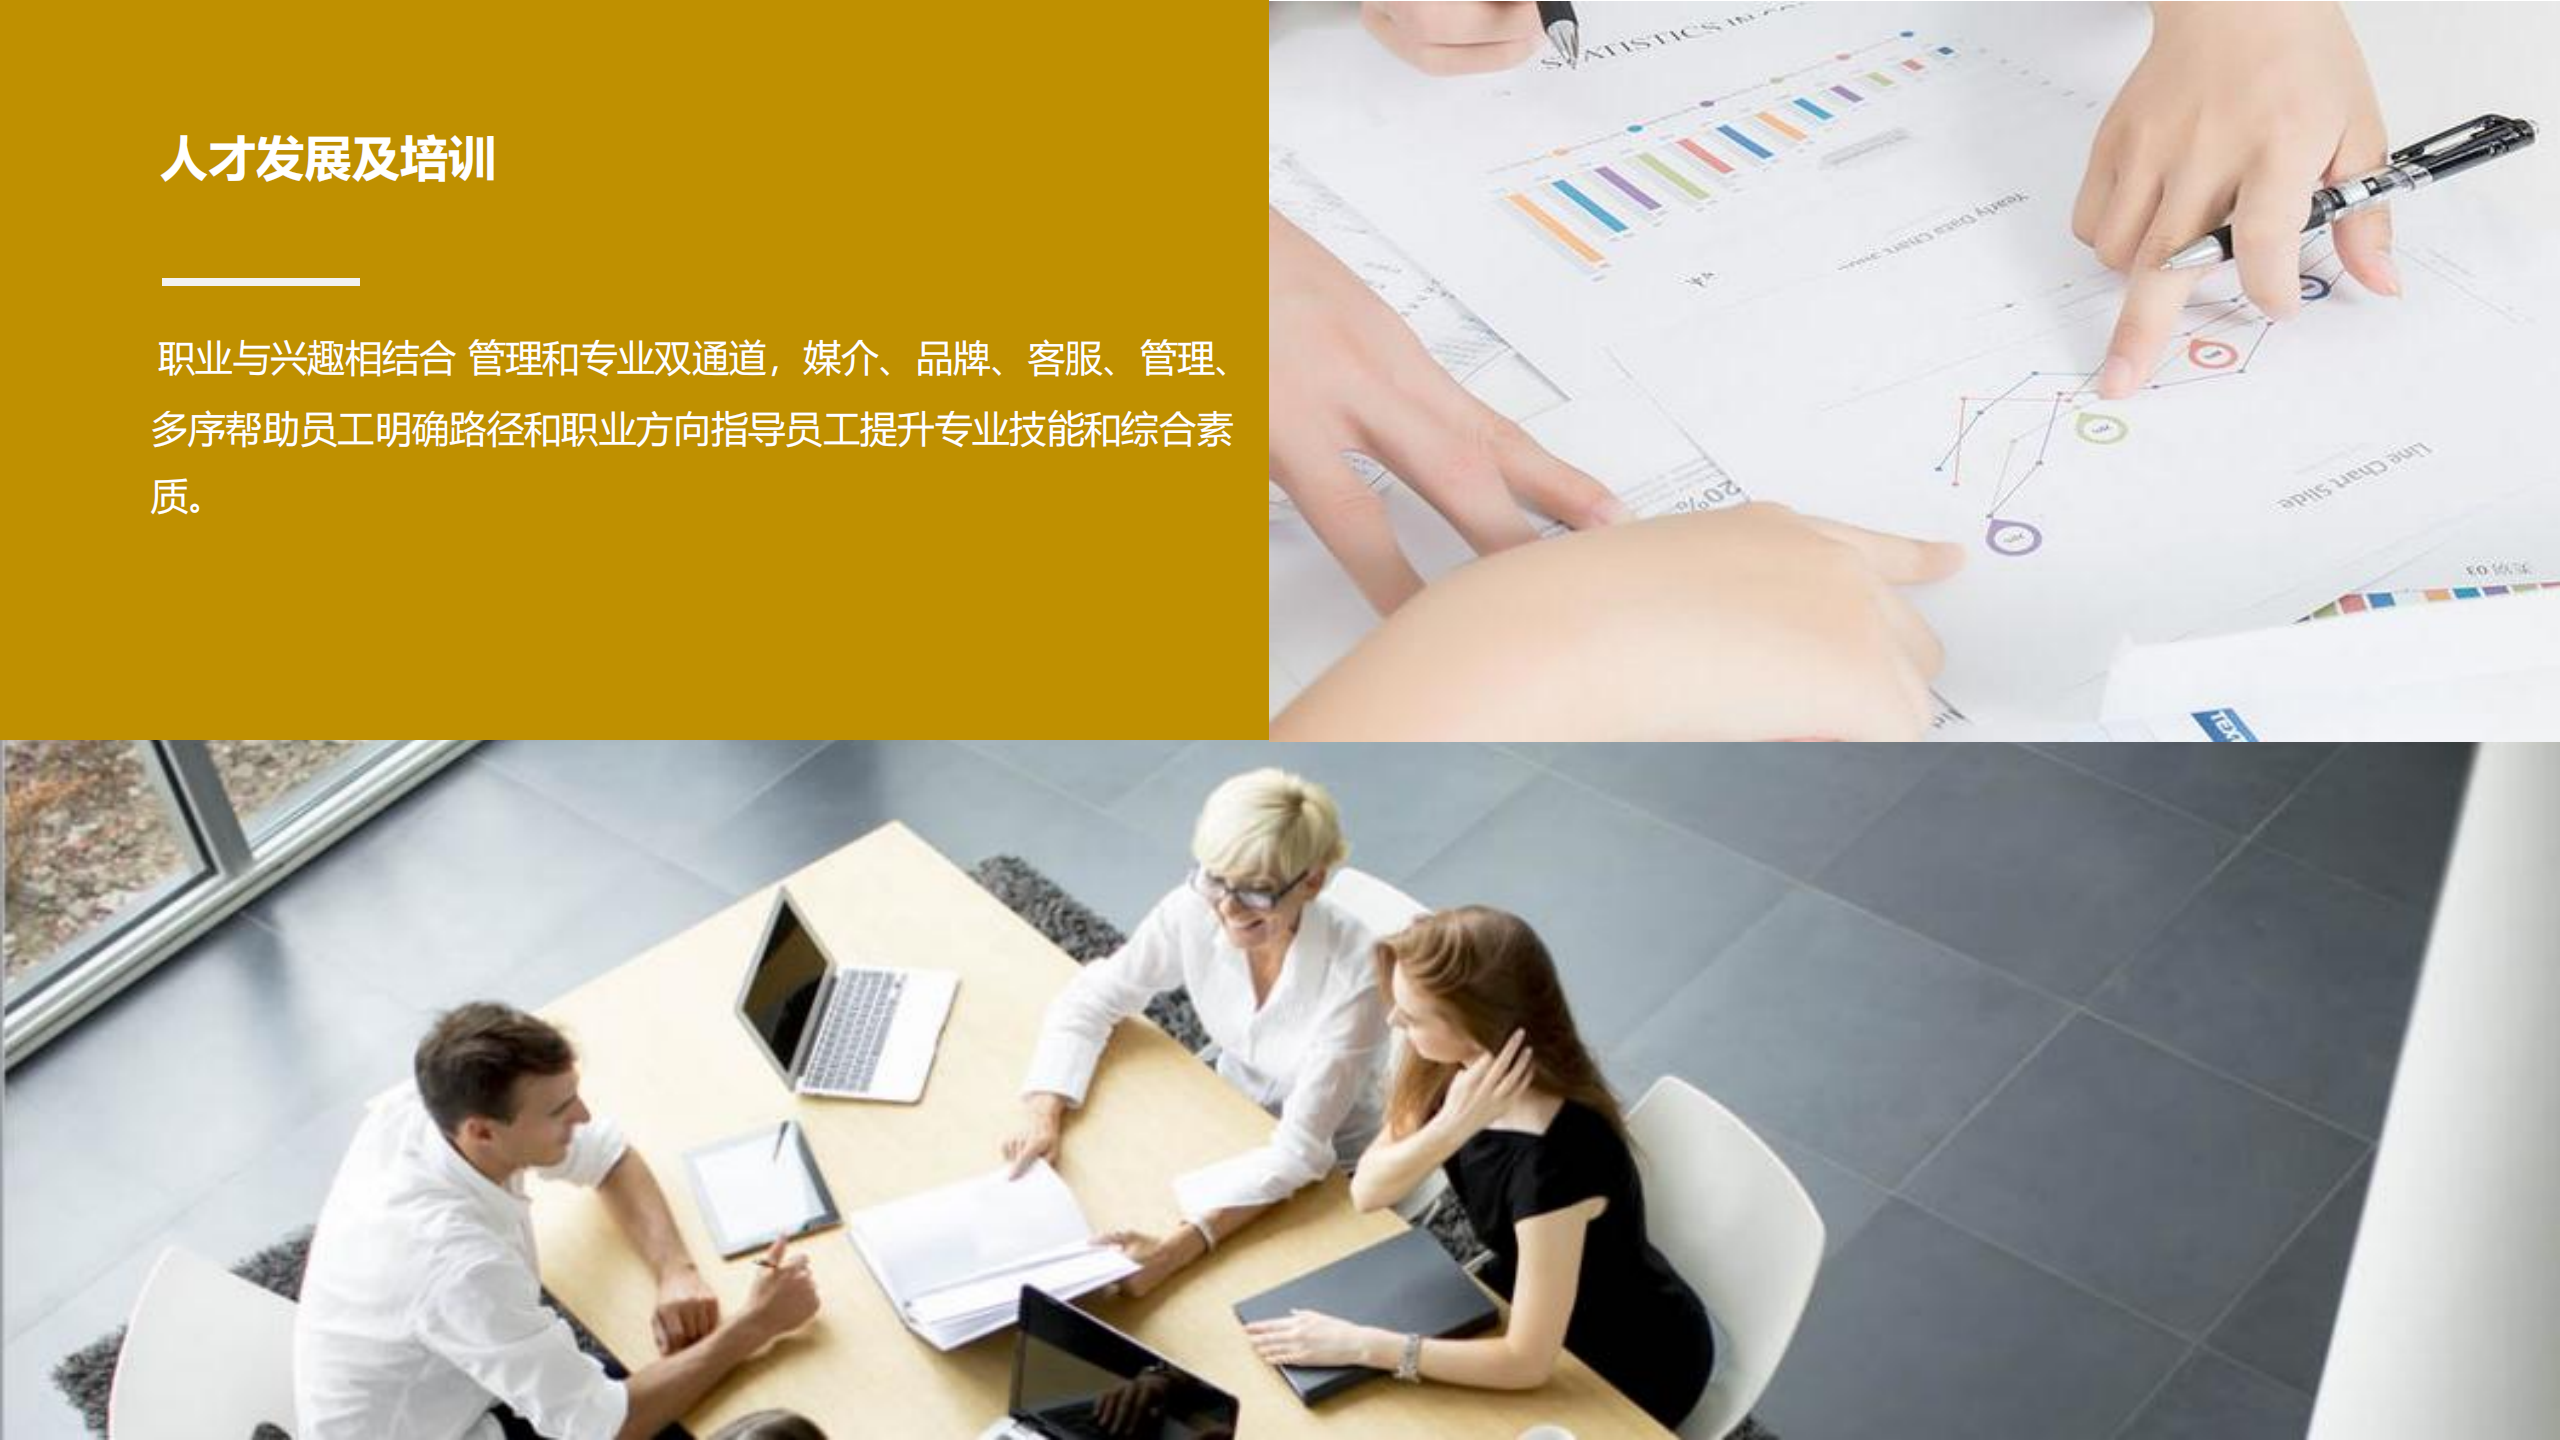 人才发展及培训
职业与兴趣相结合 管理和专业双通道，媒介、品牌、客服、管理、
多序帮助员工明确路径和职业方向指导员工提升专业技能和综合素
质。
ATISTICS IN
Yearly Data Chart
20%
Line Chart Slide
03
TEXT